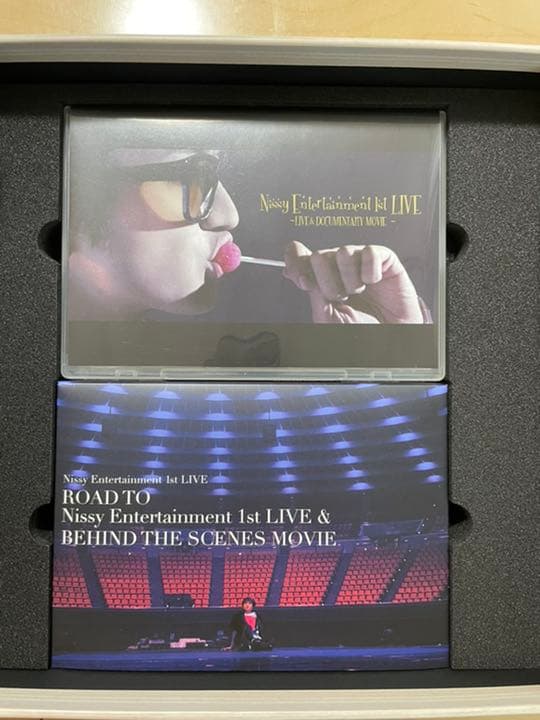 Nissy Entertainment 1st LIVE
~LIVE & DOCUMENTARY MOVIE ~
Nissy Entertainment 1st LIVE
ROAD TO
Nissy Entertainment 1st LIVE &
BEHIND THE SCENES MOVIE